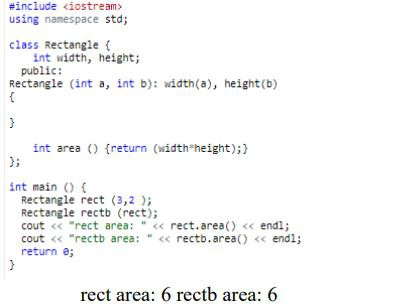 #include <iostream>
using namespace std;

class Rectangle {
    int width, height;
  public:
Rectangle (int a, int b): width(a), height(b)
{

}

    int area () {return (width*height);}
};

int main () {
  Rectangle rect (3,2 );
  Rectangle rectb (rect);
  cout << "rect area: " << rect.area() << endl;
  cout << "rectb area: " << rectb.area() << endl;
  return 0;
}
rect area: 6 rectb area: 6